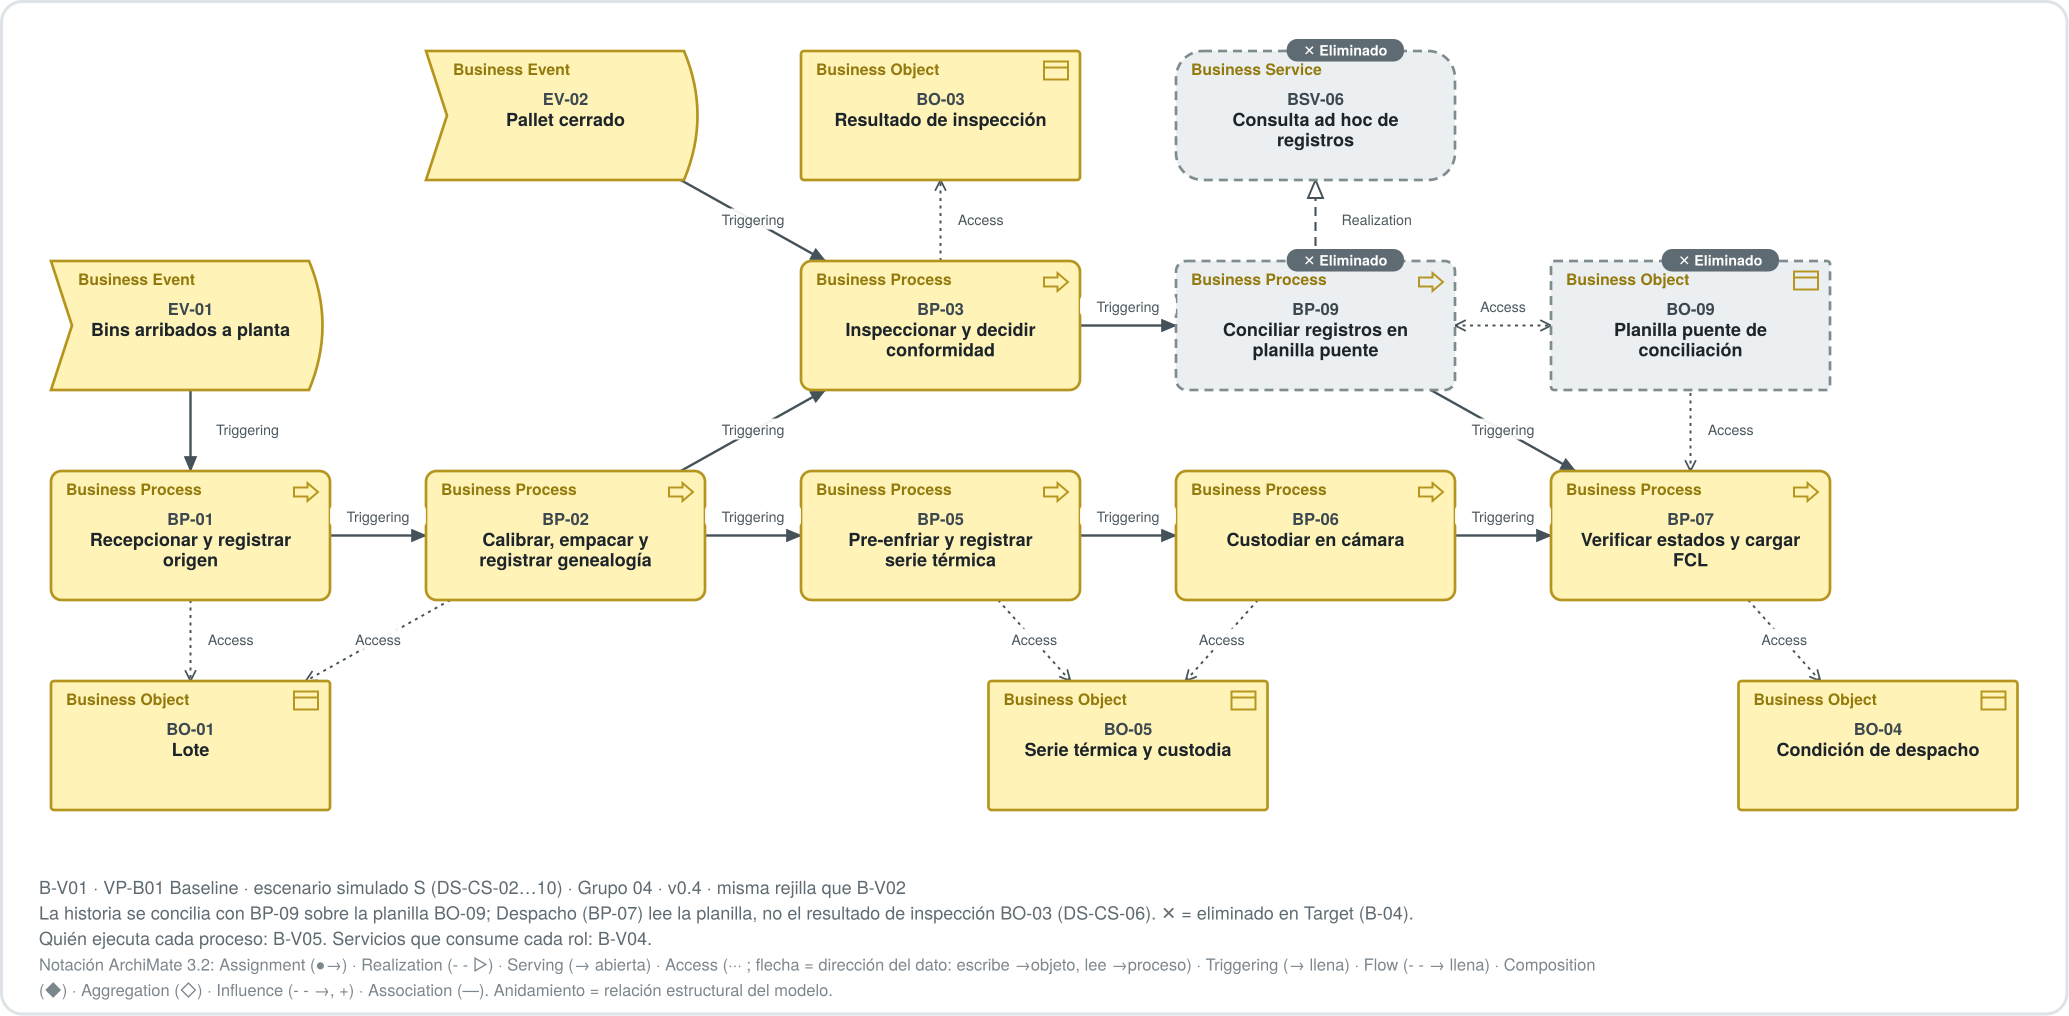 ✕ Eliminado
Business Event
EV-02
Pallet cerrado
Business Object
BO-03
Resultado de inspección
Business Service
BSV-06
Consulta ad hoc de
registros
Triggering
Access
Realization
✕ Eliminado
✕ Eliminado
Business Event
EV-01
Bins arribados a planta
Business Process
BP-03
Inspeccionar y decidir
conformidad
Triggering
Business Process
BP-09
Conciliar registros en
planilla puente
Access
Business Object
BO-09
Planilla puente de
conciliación
Triggering
Triggering
Triggering
Access
Business Process
BP-01
Recepcionar y registrar
origen
Triggering
Business Process
BP-02
Calibrar, empacar y
registrar genealogía
Triggering
Business Process
BP-05
Pre-enfriar y registrar
serie térmica
Triggering
Business Process
BP-06
Custodiar en cámara
Triggering
Business Process
BP-07
Verificar estados y cargar
FCL
Access
Access
Access
Access
Access
Business Object
BO-01
Lote
Business Object
BO-05
Serie térmica y custodia
Business Object
BO-04
Condición de despacho
B-V01 · VP-B01 Baseline · escenario simulado S (DS-CS-02…10) · Grupo 04 · v0.4 · misma rejilla que B-V02
La historia se concilia con BP-09 sobre la planilla BO-09; Despacho (BP-07) lee la planilla, no el resultado de inspección BO-03 (DS-CS-06). ✕ = eliminado en Target (B-04).
Quién ejecuta cada proceso: B-V05. Servicios que consume cada rol: B-V04.
Notación ArchiMate 3.2: Assignment (●→) · Realization (- - ▷) · Serving (→ abierta) · Access (··· ; flecha = dirección del dato: escribe →objeto, lee →proceso) · Triggering (→ llena) · Flow (- - → llena) · Composition
(◆) · Aggregation (◇) · Influence (- - →, +) · Association (—). Anidamiento = relación estructural del modelo.